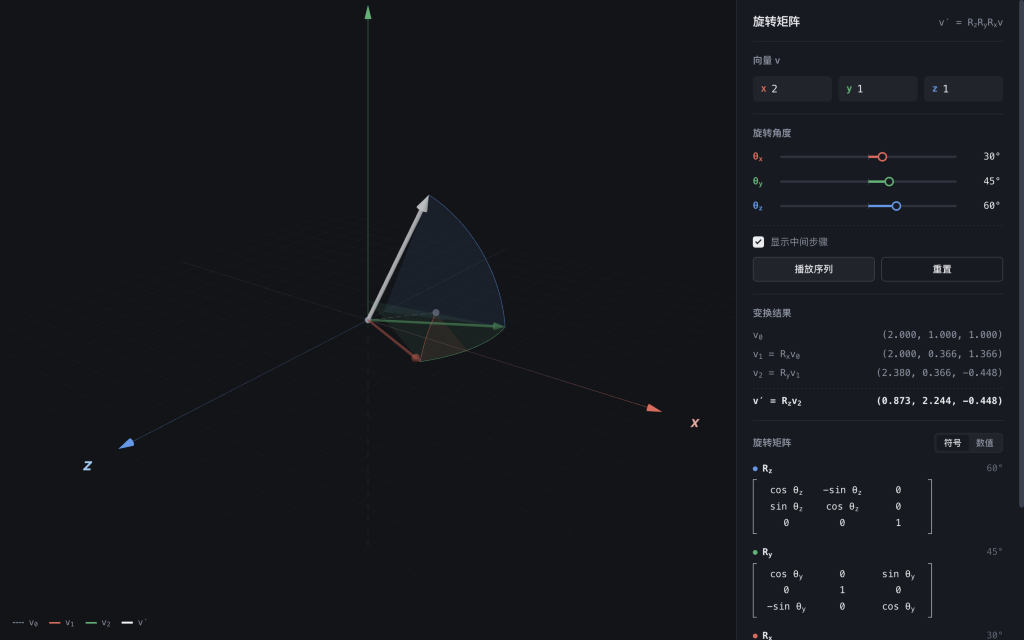 旋转矩阵 v′ = RzRyRxv
向量 v
x 2 y 1 z 1
旋转角度
θx 30°
θy 45°
θz 60°
显示中间步骤
播放序列 重置
变换结果
v0 (2.000, 1.000, 1.000)
v1 = Rxv0 (2.000, 0.366, 1.366)
v2 = Ryv1 (2.380, 0.366, −0.448)
v′ = Rzv2 (0.873, 2.244, −0.448)
旋转矩阵 符号 数值
Rz 60°
cos θz −sin θz 0
sin θz cos θz 0
0 0 1
Ry 45°
cos θy 0 sin θy
0 1 0
−sin θy 0 cos θy
Rx 30°
X
Z
v0 v1 v2 v′